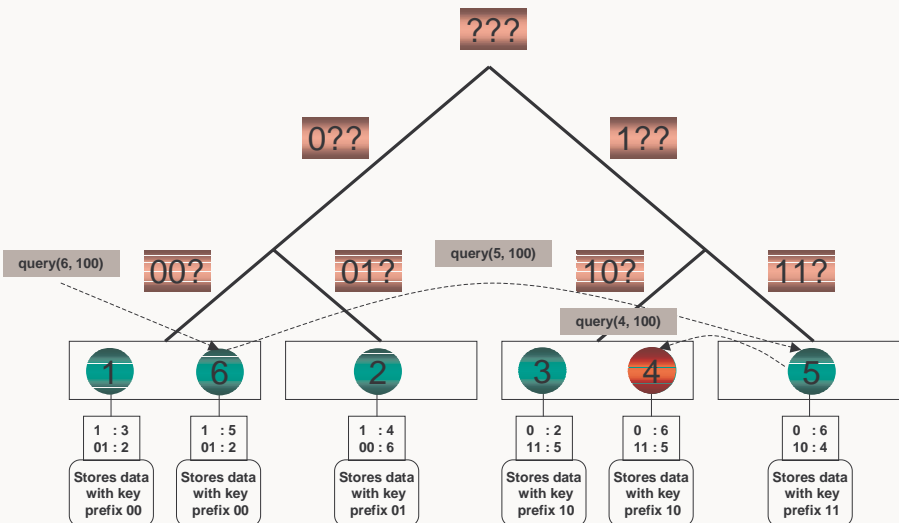 ???
0??
1??
query(6, 100)
00?
01?
query(5, 100)
10?
11?
query(4, 100)
1
6
2
3
4
5
1 : 3
01 : 2
1 : 5
01 : 2
1 : 4
00 : 6
0 : 2
11 : 5
0 : 6
11 : 5
0 : 6
10 : 4
Stores data
with key
prefix 00
Stores data
with key
prefix 00
Stores data
with key
prefix 01
Stores data
with key
prefix 10
Stores data
with key
prefix 10
Stores data
with key
prefix 11